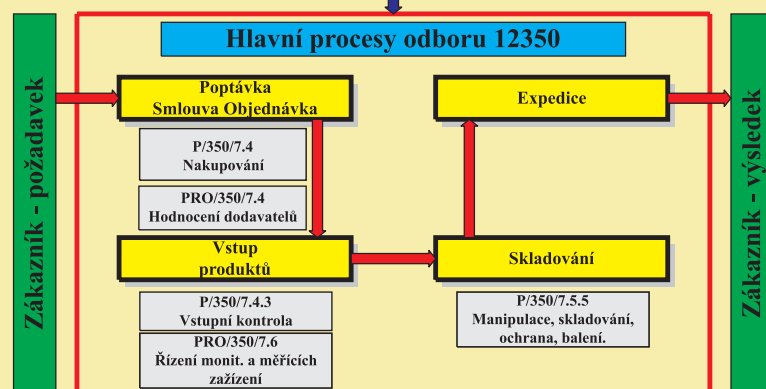 Hlavní procesy odboru 12350
Zákazník - požadavek
Poptávka
Smlouva Objednávka
P/350/7.4
Nakupování
PRO/350/7.4
Hodnocení dodavatelů
Vstup
produktů
P/350/7.4.3
Vstupní kontrola
PRO/350/7.6
Řízení monit. a měřících
zažízení
Expedice
Skladování
P/350/7.5.5
Manipulace, skladování,
ochrana, balení.
Zákazník - výsledek